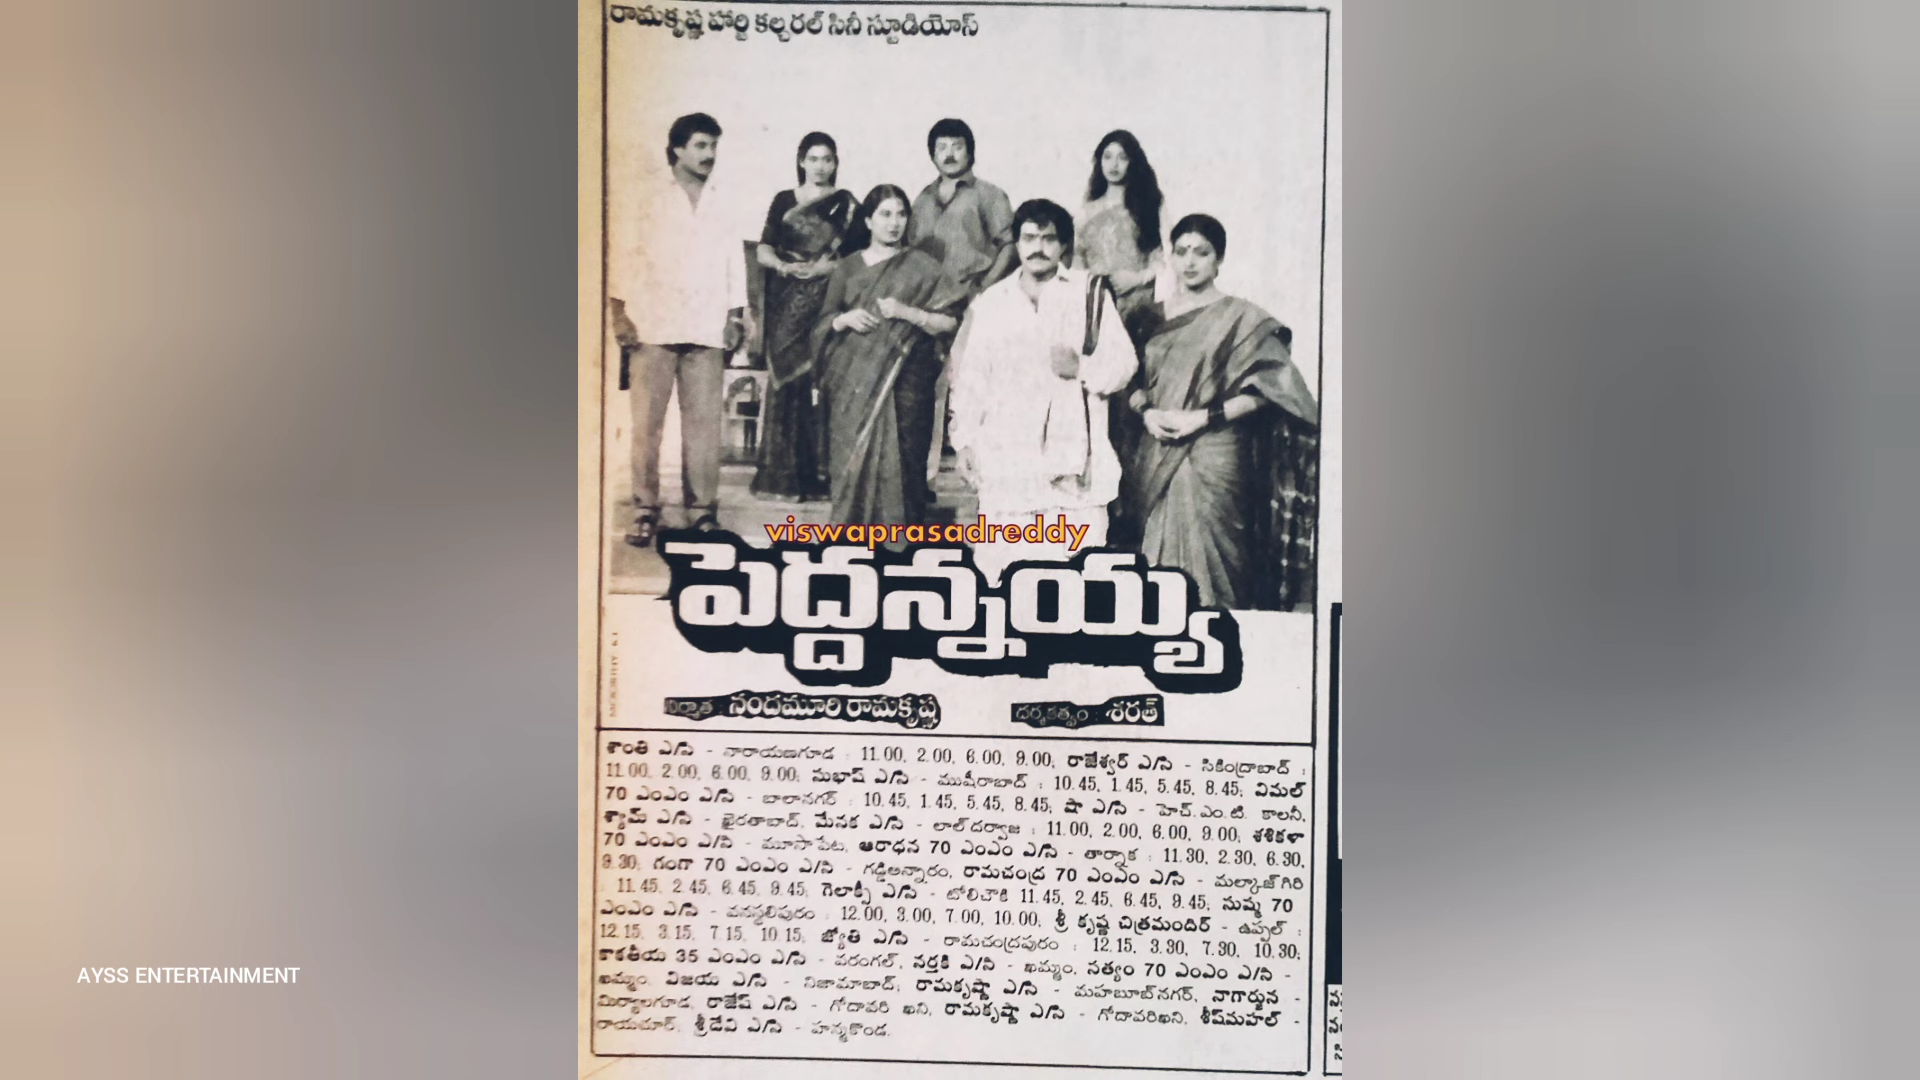 రామకృష్ణ హార్టి కల్చరల్ సినీ స్టూడియోస్
viswaprasadreddy
పెద్దన్నయ్య
నిర్మాత : నందమూరి రామకృష్ణ దర్శకత్వం : శరత్
MOORTHY K.T
శాంతి ఎ/సి - నారాయణగూడ : 11.00, 2.00, 6.00, 9.00; రాజేశ్వర్ ఎ/సి - సికింద్రాబాద్ :
11.00, 2.00, 6.00, 9.00; సుభాష్ ఎ/సి - ముషీరాబాద్ : 10.45, 1.45, 5.45, 8.45; విమల్
70 ఎంఎం ఎ/సి - బాలానగర్ : 10.45, 1.45, 5.45, 8.45; షా ఎ/సి - హెచ్.ఎం.టి. కాలనీ,
శ్యామ్ ఎ/సి - ఖైరతాబాద్, మేనక ఎ/సి - లాల్‌దర్వాజ : 11.00, 2.00, 6.00, 9.00; శశికళా
70 ఎంఎం ఎ/సి - మూసాపేట, ఆరాధన 70 ఎంఎం ఎ/సి - తార్నాక : 11.30, 2.30, 6.30,
9.30; గంగా 70 ఎంఎం ఎ/సి - గడ్డిఅన్నారం, రామచంద్ర 70 ఎంఎం ఎ/సి - మల్కాజ్‌గిరి
: 11.45, 2.45, 6.45, 9.45; గెలాక్సీ ఎ/సి - టోలిచౌకి 11.45, 2.45, 6.45, 9.45; సుష్మ 70
ఎంఎం ఎ/సి - వనస్థలిపురం : 12.00, 3.00, 7.00, 10.00; శ్రీ కృష్ణ చిత్రమందిర్ - ఉప్పల్ :
12.15, 3.15, 7.15, 10.15; జ్యోతి ఎ/సి - రామచంద్రపురం : 12.15, 3.30, 7.30, 10.30;
కాకతీయ 35 ఎంఎం ఎ/సి - వరంగల్, నర్తకి ఎ/సి - ఖమ్మం, సత్యం 70 ఎంఎం ఎ/సి -
ఖమ్మం, విజయ ఎ/సి - నిజామాబాద్, రామకృష్ణా ఎ/సి - మహబూబ్‌నగర్, నాగార్జున -
మిర్యాలగూడ, రాజేష్ ఎ/సి - గోదావరి ఖని, రామకృష్ణా ఎ/సి - గోదావరిఖని, శీష్‌మహల్ -
రాయచూర్, శ్రీదేవి ఎ/సి - హన్మకొండ.
AYSS ENTERTAINMENT